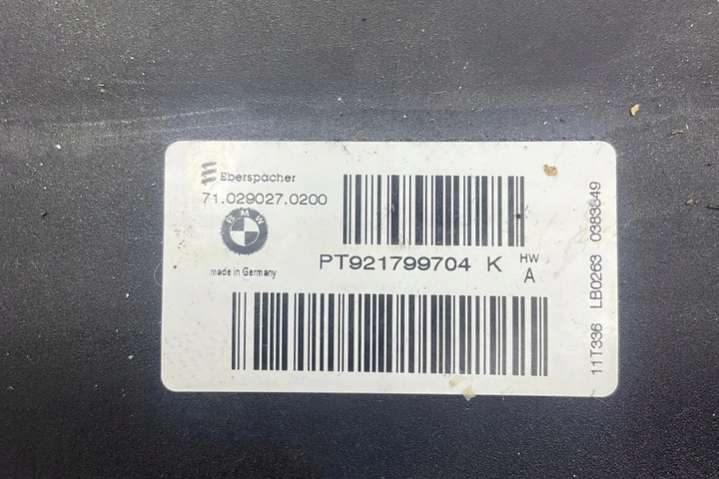 Eberspächer
71.029027.0200
BMW
made in Germany
PT921799704 K
HW
A
11T336 LB0263 0383649